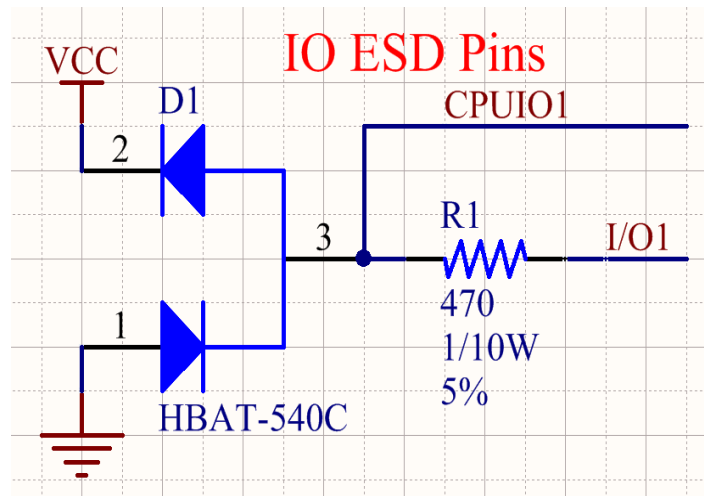 IO ESD Pins
VCC
D1
CPUIO1
2
3
R1
I/O1
470
1/10W
5%
1
HBAT-540C